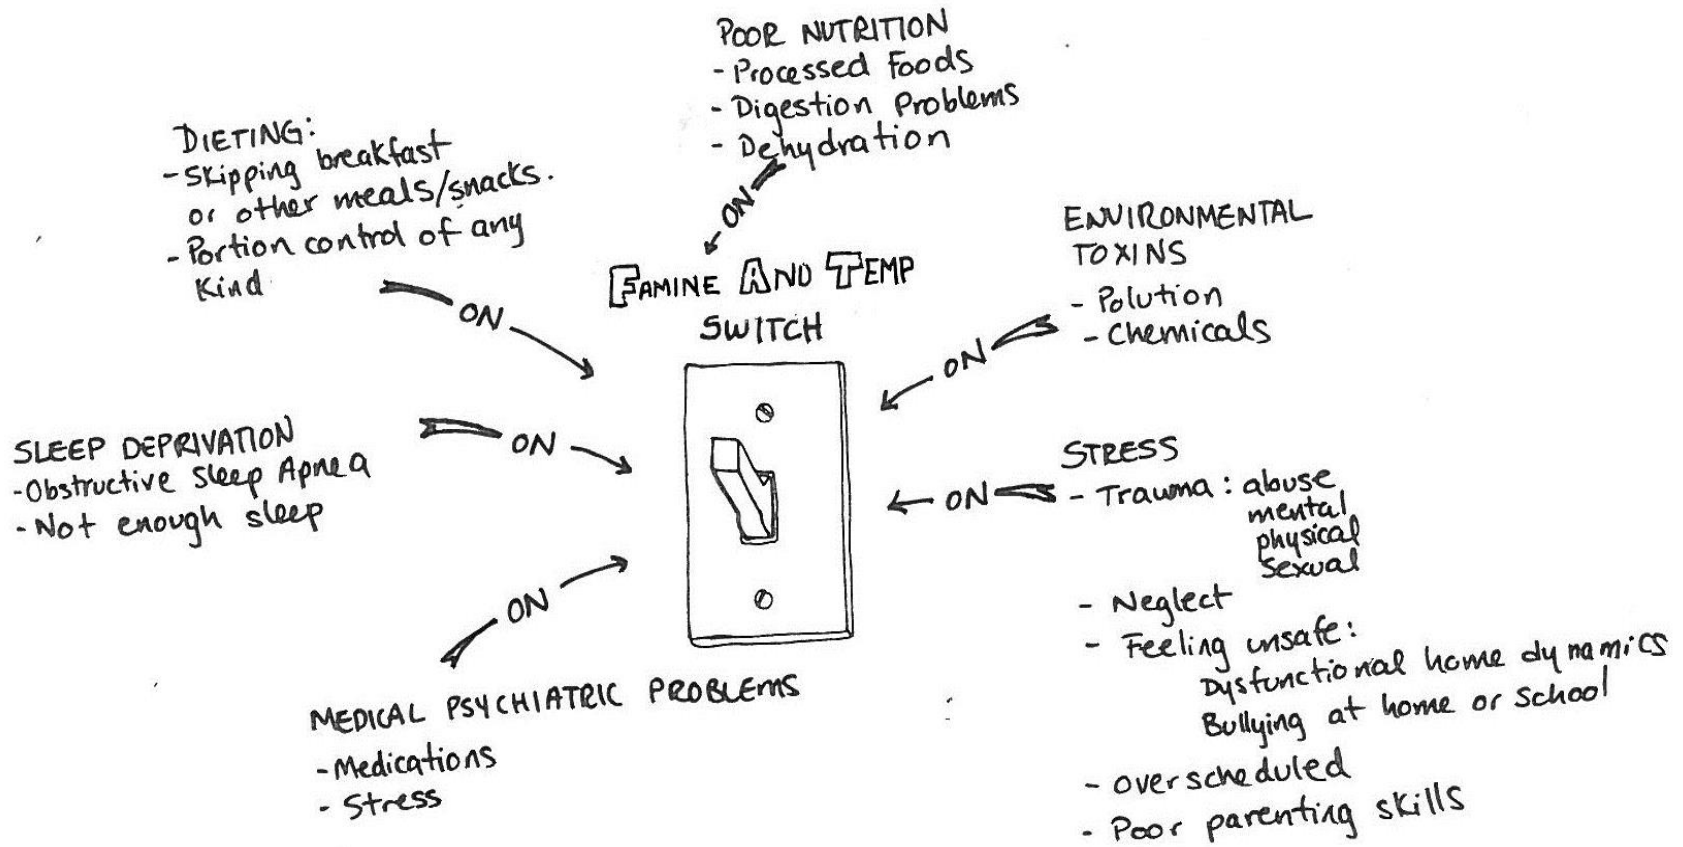 POOR NUTRITION
- Processed Foods
- Digestion Problems
- Dehydration
ON
DIETING:
- Skipping breakfast
or other meals/snacks.
- Portion control of any
Kind
ON
FAMINE AND TEMP
SWITCH
ENVIRONMENTAL
TOXINS
- Polution
- Chemicals
ON
SLEEP DEPRIVATION
- Obstructive Sleep Apnea
- Not enough sleep
ON
STRESS
- Trauma: abuse
mental
physical
sexual
- Neglect
- Feeling unsafe:
Dysfunctional home dynamics
Bullying at home or school
- overscheduled
- Poor parenting skills
ON
ON
MEDICAL PSYCHIATRIC PROBLEMS
- Medications
- Stress